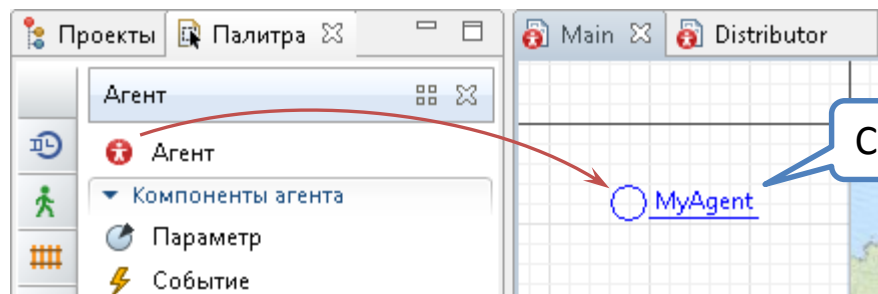 Проекты
Палитра
Main
Distributor
Агент
Агент
Компоненты агента
Параметр
Событие
MyAgent
С